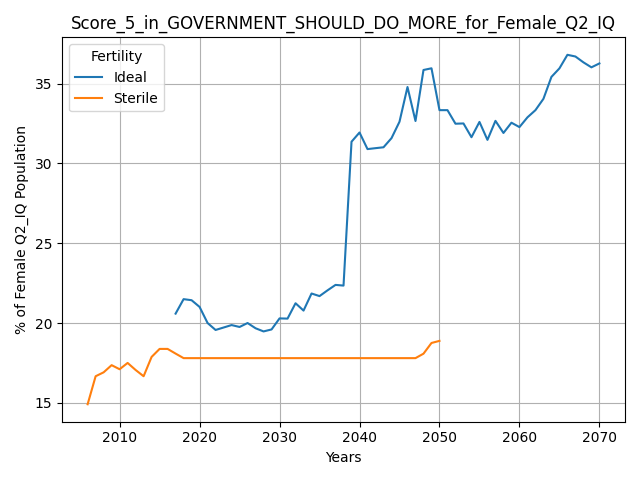 Score_5_in_GOVERNMENT_SHOULD_DO_MORE_for_Female_Q2_IQ
Fertility
Ideal
Sterile
% of Female Q2_IQ Population
35
30
25
20
15
2010 2020 2030 2040 2050 2060 2070
Years